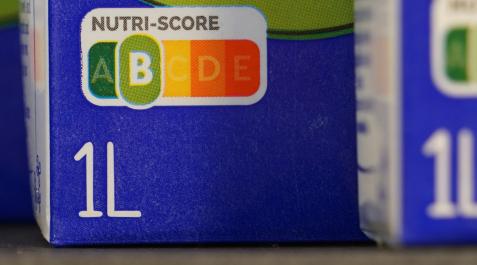 NUTRI-SCORE
A B C D E
1L
1L